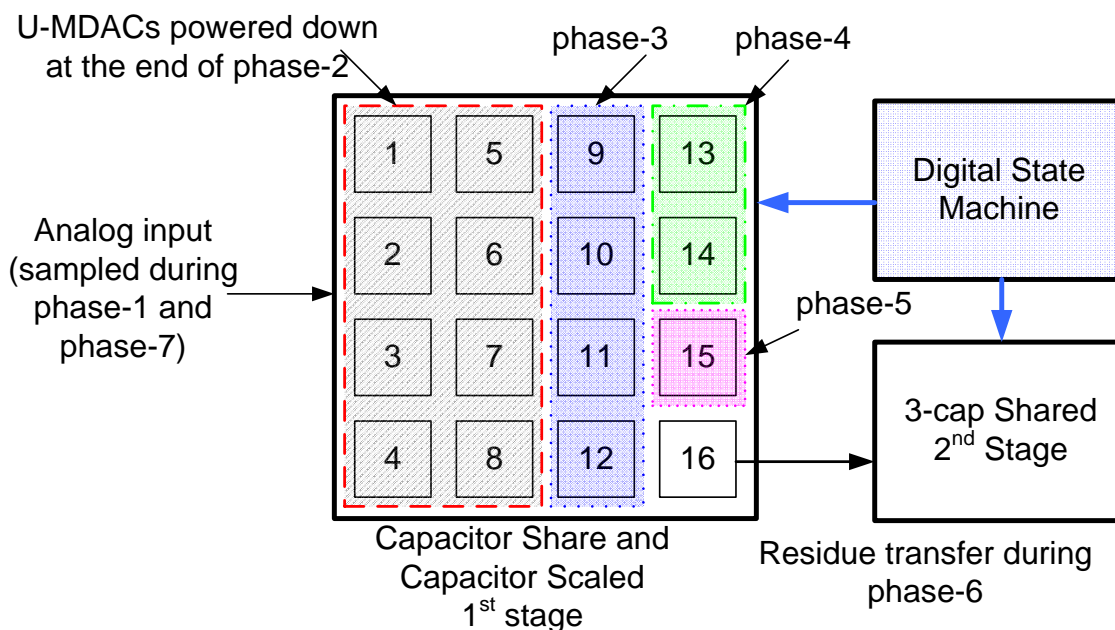 U-MDACs powered down
at the end of phase-2
phase-3
phase-4
1
5
9
13
2
6
10
14
3
7
11
15
4
8
12
16
Digital State
Machine
Analog input
(sampled during
phase-1 and
phase-7)
phase-5
3-cap Shared
2nd Stage
Capacitor Share and
Capacitor Scaled
1st stage
Residue transfer during
phase-6